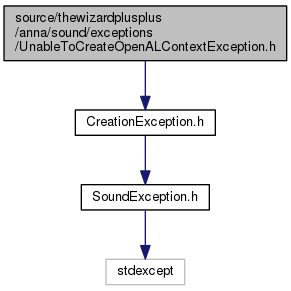 source/thewizardplusplus
/anna/sound/exceptions
/UnableToCreateOpenALContextException.h
CreationException.h
SoundException.h
stdexcept